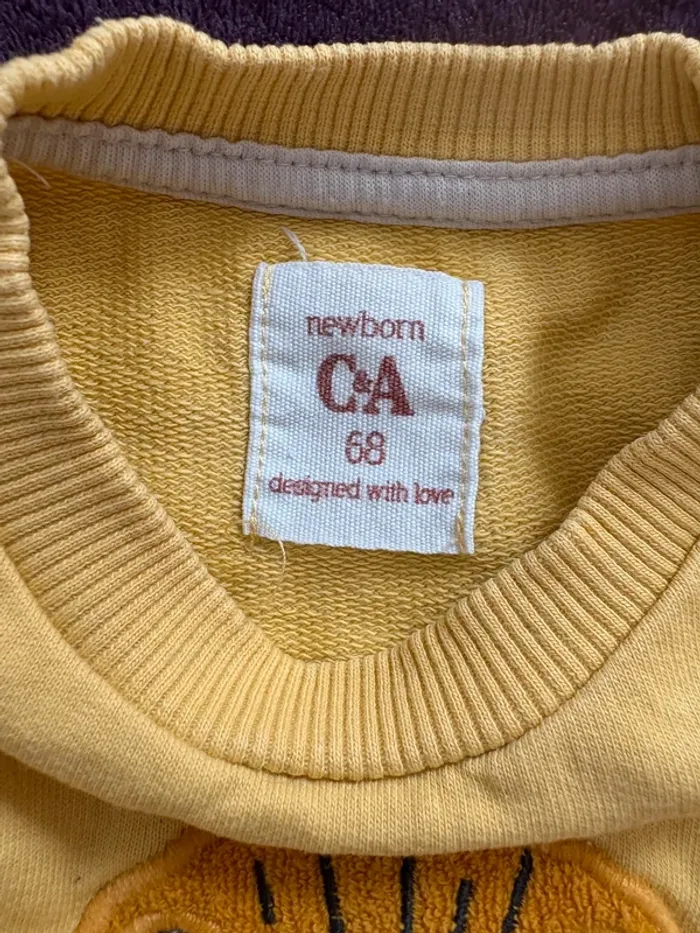 newborn
C&A
68
designed with love